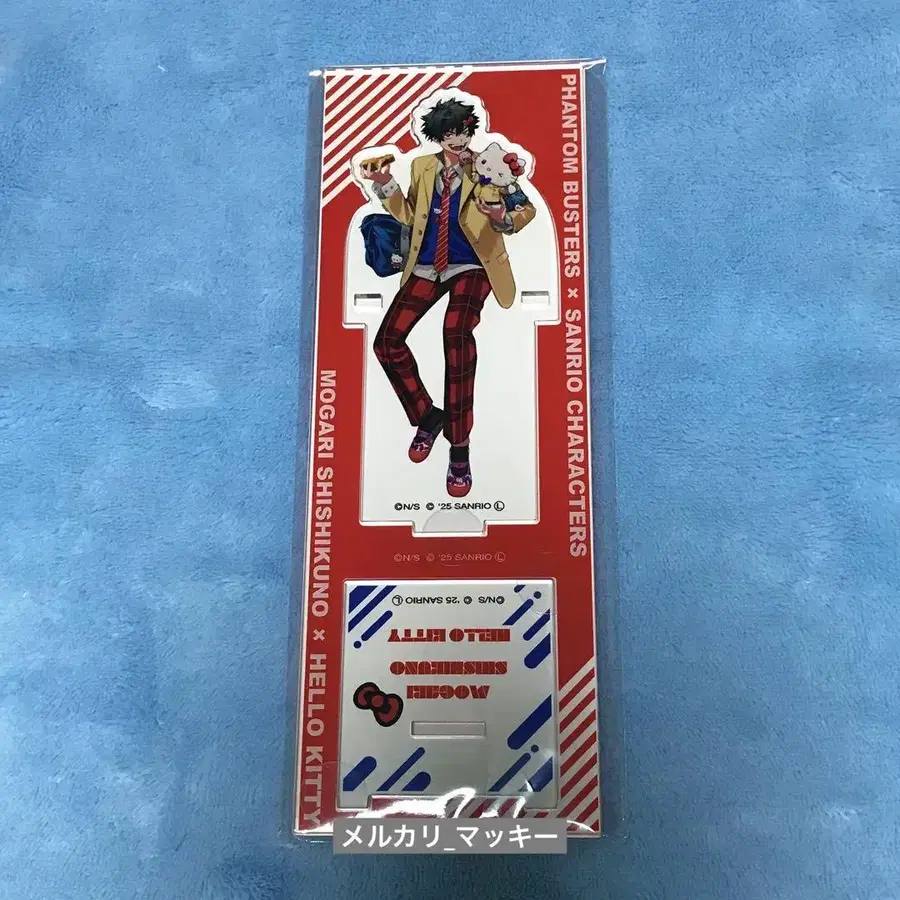 PHANTOM BUSTERS × SANRIO CHARACTERS
MOGARI SHISHIKUNO × HELLO KITTY
©N/S © '25 SANRIO Ⓛ
©N/S © '25 SANRIO Ⓛ
©N/S © '25 SANRIO Ⓛ
MOGARI
SHISHIKUNO
HELLO KITTY
メルカリ_マッキー